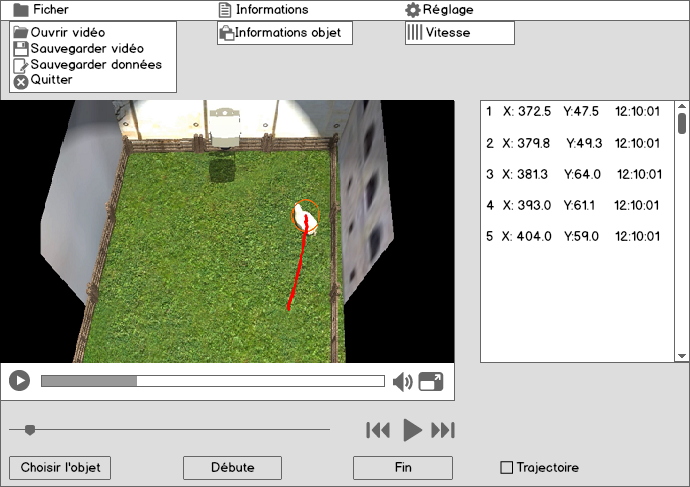 Ficher Informations Réglage
Ouvrir vidéo Informations objet Vitesse
Sauvegarder vidéo
Sauvegarder données
Quitter
1 X: 372.5 Y:47.5 12:10:01
2 X: 379.8 Y:49.3 12:10:01
3 X: 381.3 Y:64.0 12:10:01
4 X: 393.0 Y:61.1 12:10:01
5 X: 404.0 Y:59.0 12:10:01
Choisir l'objet Débute Fin Trajectoire